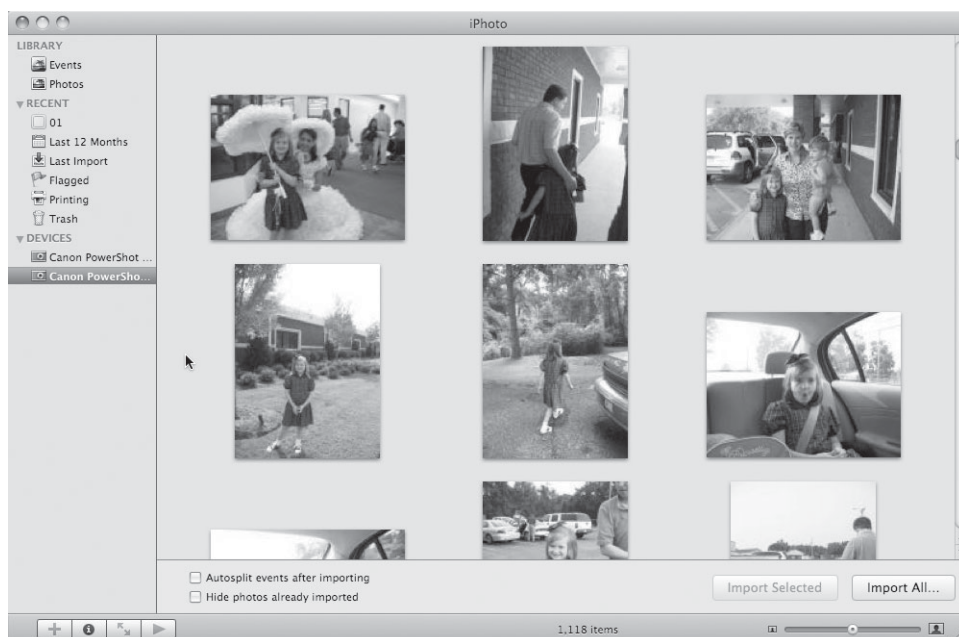 iPhoto
LIBRARY
Events
Photos
RECENT
01
Last 12 Months
Last Import
Flagged
Printing
Trash
DEVICES
Canon PowerShot ...
Canon PowerSho...
Autosplit events after importing
Hide photos already imported
Import Selected
Import All...
1,118 items